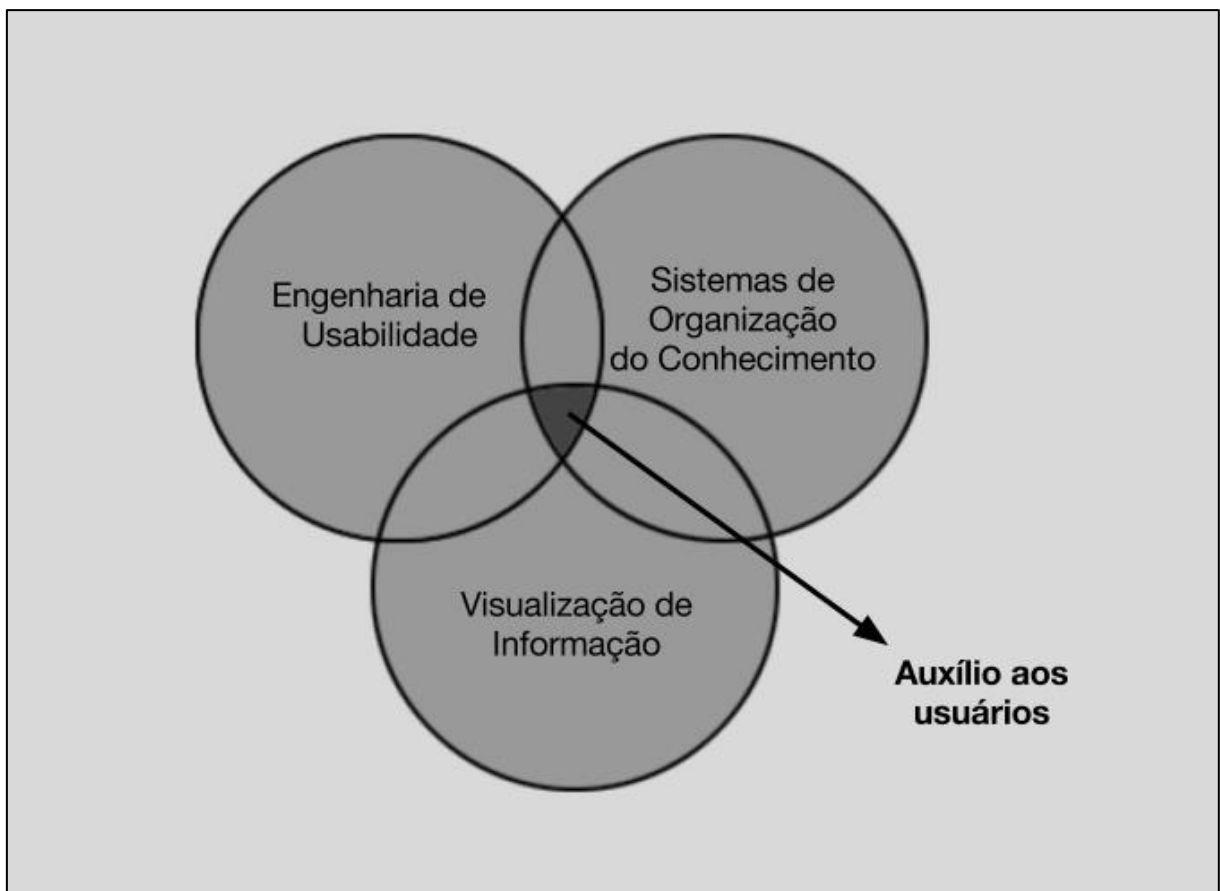 Engenharia de
Usabilidade
Sistemas de
Organização
do Conhecimento
Visualização de
Informação
Auxílio aos
usuários